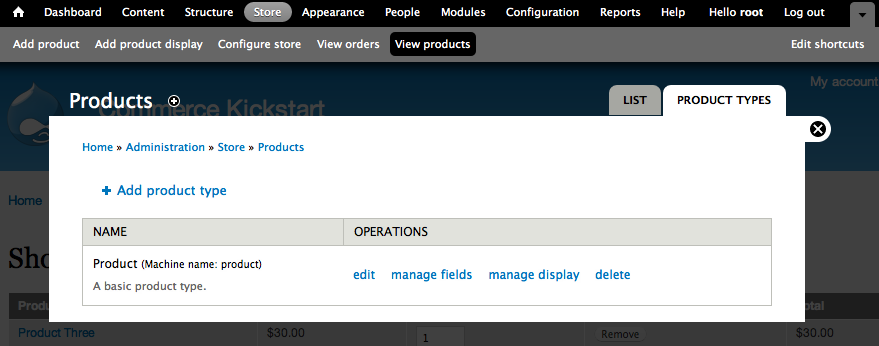 Dashboard Content Structure Store Appearance People Modules Configuration Reports Help Hello root Log out
Add product Add product display Configure store View orders View products Edit shortcuts
My account
Products LIST PRODUCT TYPES
Commerce Kickstart
Home » Administration » Store » Products
Home
+ Add product type
NAME OPERATIONS
Sho
Product (Machine name: product) edit manage fields manage display delete
A basic product type.
Produ otal
Product Three $30.00 1 Remove $30.00